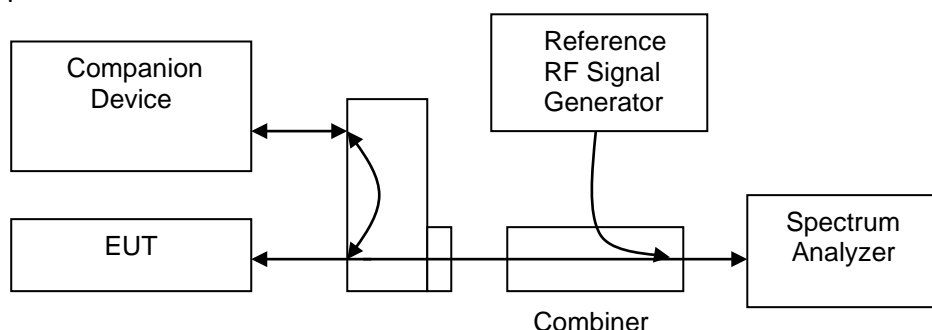 Companion
Device
Reference
RF Signal
Generator
EUT
Spectrum
Analyzer
Combiner